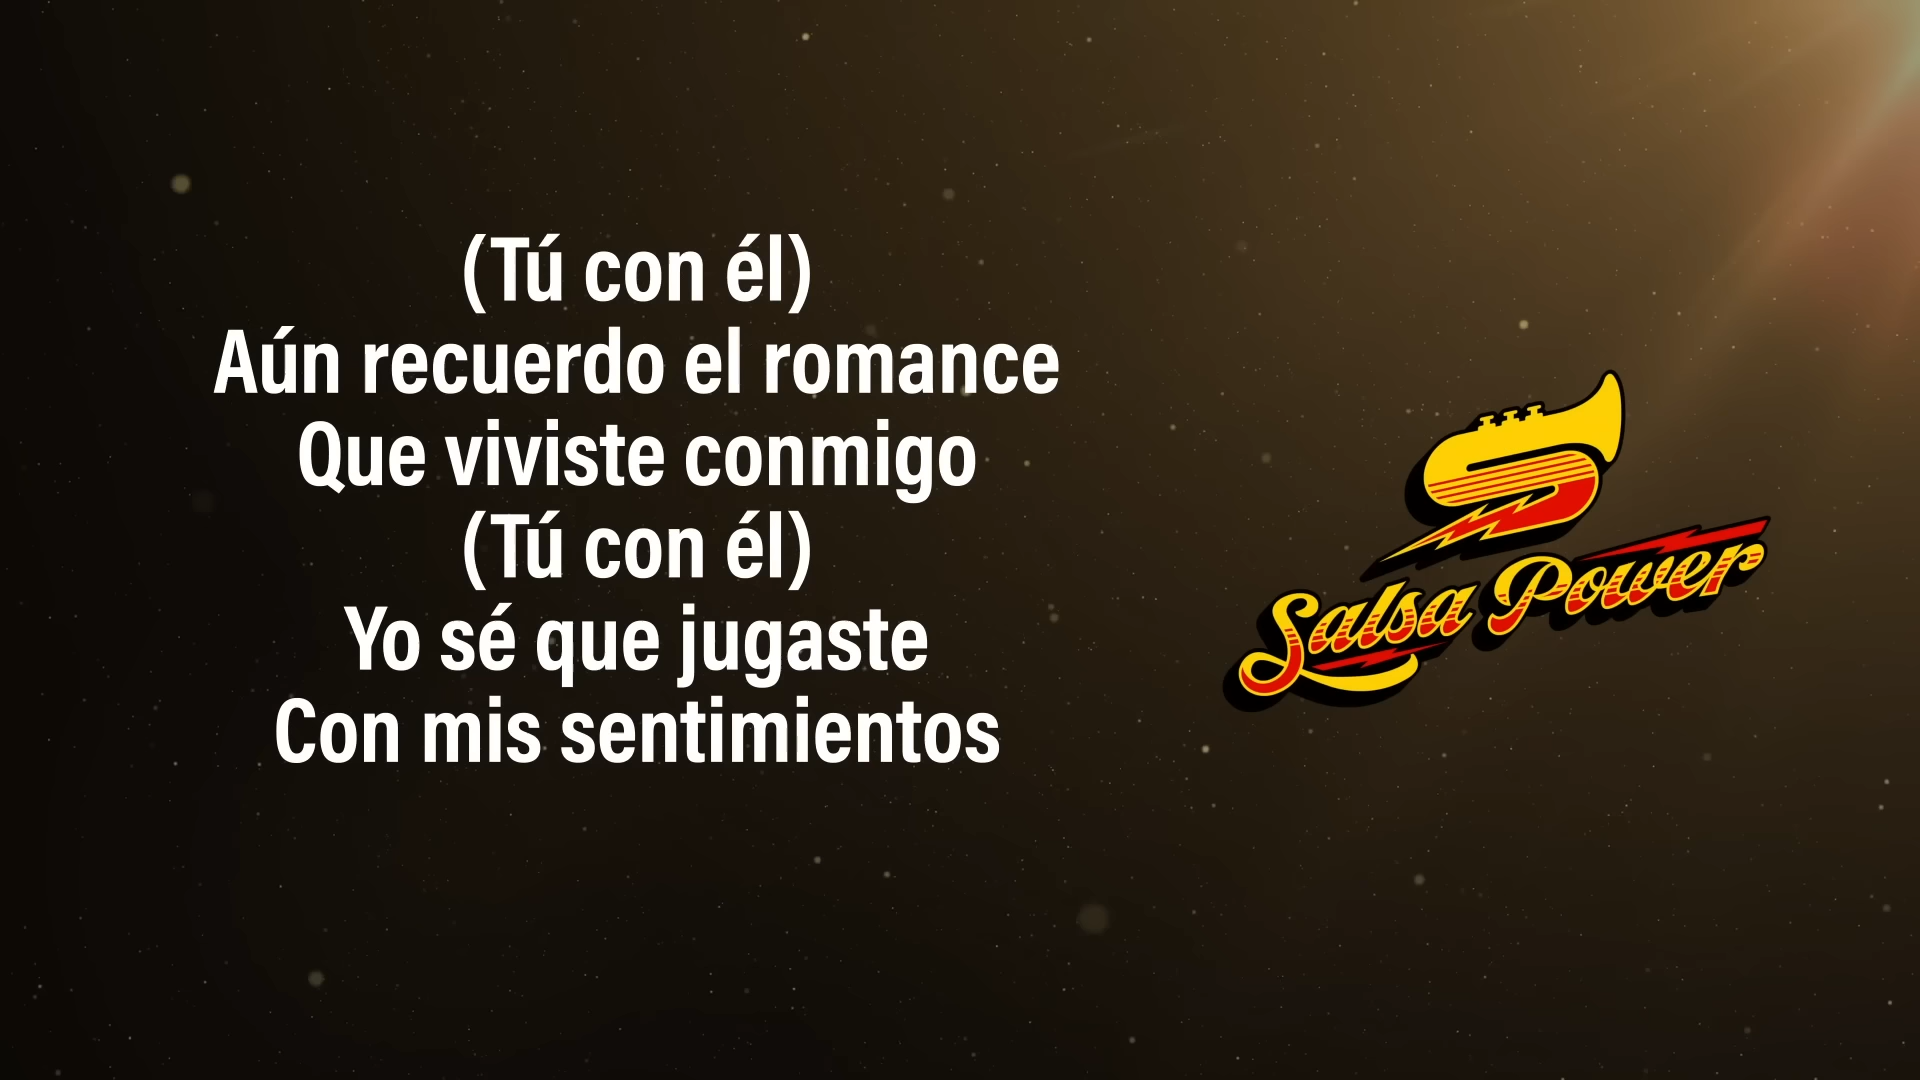 (Tú con él)
Aún recuerdo el romance
Que viviste conmigo
(Tú con él)
Yo sé que jugaste
Con mis sentimientos
Salsa Power